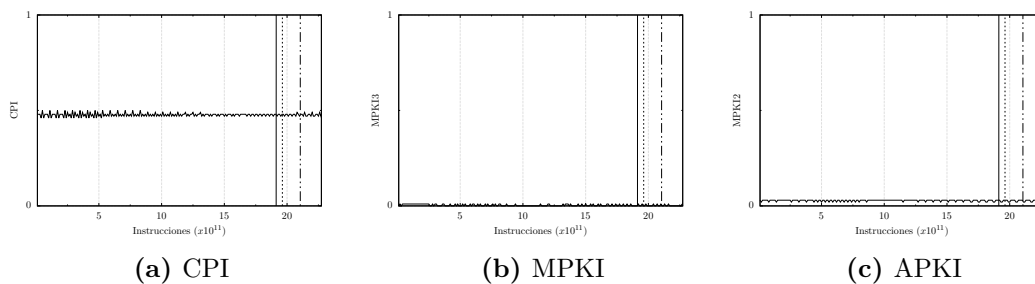 1
CPI
0
5 10 15 20
Instrucciones (x10^11)
(a) CPI
1
MPKI3
0
5 10 15 20
Instrucciones (x10^11)
(b) MPKI
1
MPKI2
0
5 10 15 20
Instrucciones (x10^11)
(c) APKI